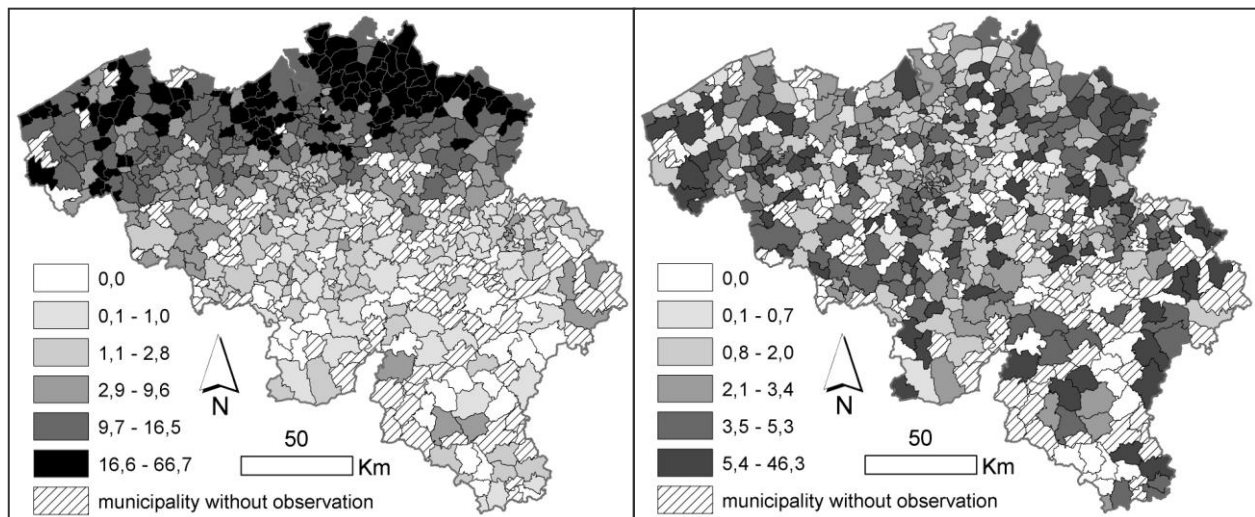 0,0
0,1 - 1,0
1,1 - 2,8
2,9 - 9,6
9,7 - 16,5
16,6 - 66,7
municipality without observation
N
50
Km
0,0
0,1 - 0,7
0,8 - 2,0
2,1 - 3,4
3,5 - 5,3
5,4 - 46,3
municipality without observation
N
50
Km